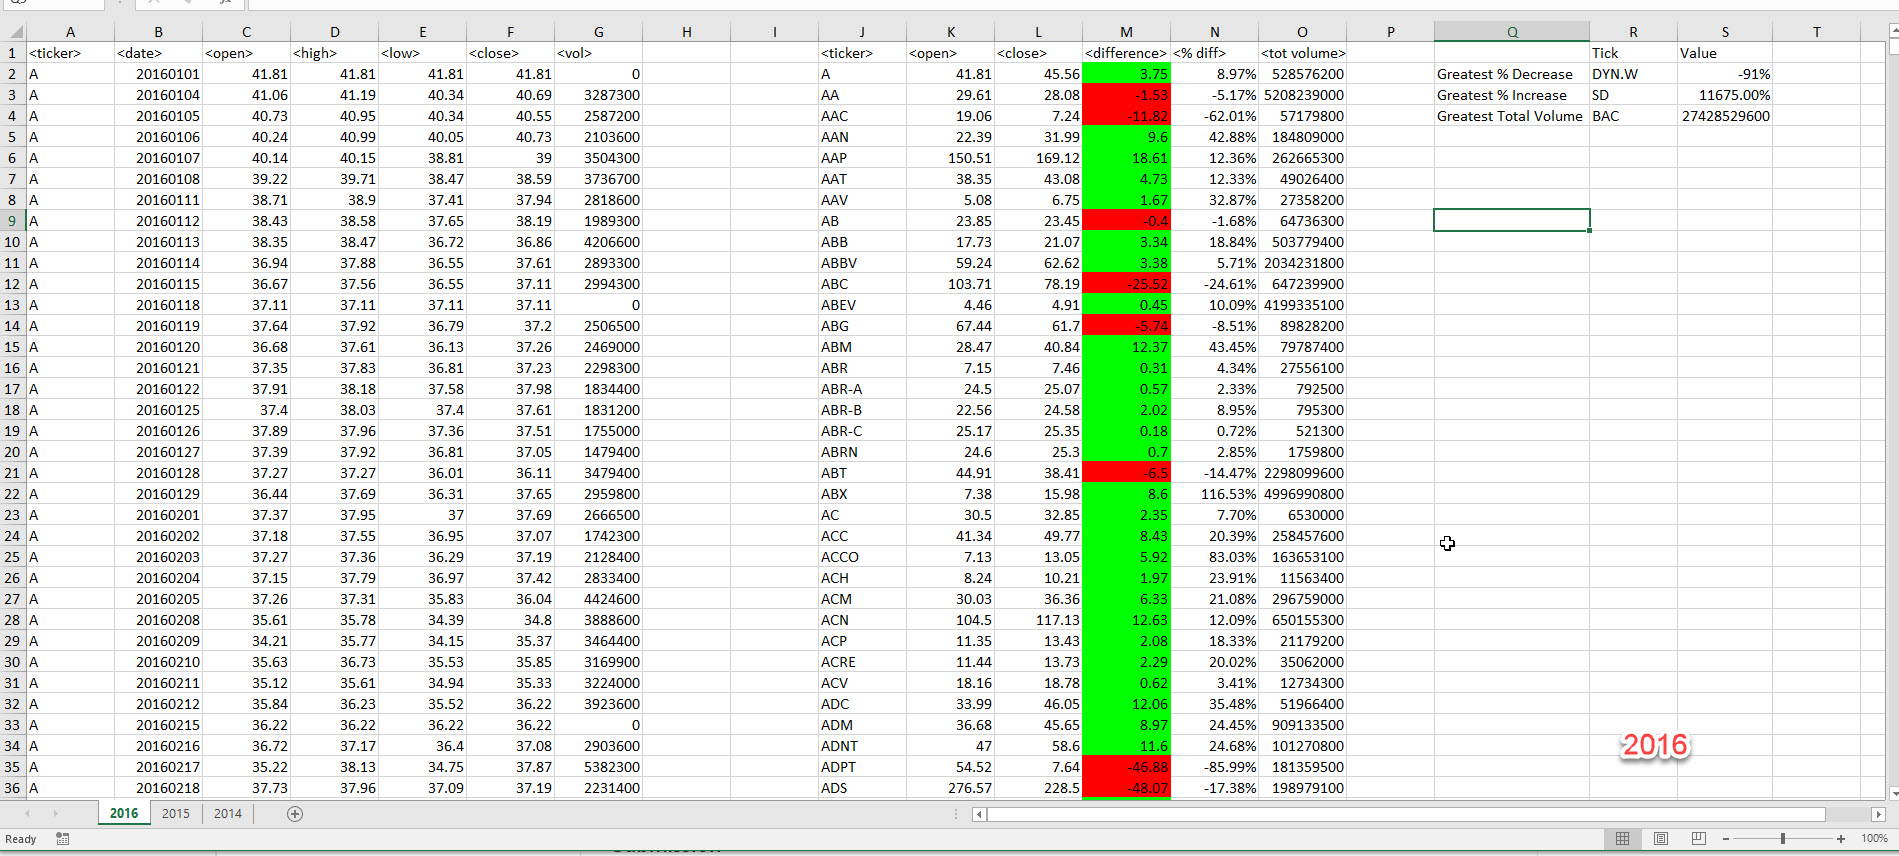 A B C D E F G H I J K L M N O P Q R S T
1 <ticker> <date> <open> <high> <low> <close> <vol> <ticker> <open> <close> <difference> <% diff> <tot volume> Tick Value
2 A 20160101 41.81 41.81 41.81 41.81 0 A 41.81 45.56 3.75 8.97% 528576200 Greatest % Decrease DYN.W -91%
3 A 20160104 41.06 41.19 40.34 40.69 3287300 AA 29.61 28.08 -1.53 -5.17% 5208239000 Greatest % Increase SD 11675.00%
4 A 20160105 40.73 40.95 40.34 40.55 2587200 AAC 19.06 7.24 -11.82 -62.01% 57179800 Greatest Total Volume BAC 27428529600
5 A 20160106 40.24 40.99 40.05 40.73 2103600 AAN 22.39 31.99 9.6 42.88% 184809000
6 A 20160107 40.14 40.15 38.81 39 3504300 AAP 150.51 169.12 18.61 12.36% 262665300
7 A 20160108 39.22 39.71 38.47 38.59 3736700 AAT 38.35 43.08 4.73 12.33% 49026400
8 A 20160111 38.71 38.9 37.41 37.94 2818600 AAV 5.08 6.75 1.67 32.87% 27358200
9 A 20160112 38.43 38.58 37.65 38.19 1989300 AB 23.85 23.45 -0.4 -1.68% 64736300
10 A 20160113 38.35 38.47 36.72 36.86 4206600 ABB 17.73 21.07 3.34 18.84% 503779400
11 A 20160114 36.94 37.88 36.55 37.61 2893300 ABBV 59.24 62.62 3.38 5.71% 2034231800
12 A 20160115 36.67 37.56 36.55 37.11 2994300 ABC 103.71 78.19 -25.52 -24.61% 647239900
13 A 20160118 37.11 37.11 37.11 37.11 0 ABEV 4.46 4.91 0.45 10.09% 4199335100
14 A 20160119 37.64 37.92 36.79 37.2 2506500 ABG 67.44 61.7 -5.74 -8.51% 89828200
15 A 20160120 36.68 37.61 36.13 37.26 2469000 ABM 28.47 40.84 12.37 43.45% 79787400
16 A 20160121 37.35 37.83 36.81 37.23 2298300 ABR 7.15 7.46 0.31 4.34% 27556100
17 A 20160122 37.91 38.18 37.58 37.98 1834400 ABR-A 24.5 25.07 0.57 2.33% 792500
18 A 20160125 37.4 38.03 37.4 37.61 1831200 ABR-B 22.56 24.58 2.02 8.95% 795300
19 A 20160126 37.89 37.96 37.36 37.51 1755000 ABR-C 25.17 25.35 0.18 0.72% 521300
20 A 20160127 37.39 37.92 36.81 37.05 1479400 ABRN 24.6 25.3 0.7 2.85% 1759800
21 A 20160128 37.27 37.27 36.01 36.11 3479400 ABT 44.91 38.41 -6.5 -14.47% 2298099600
22 A 20160129 36.44 37.69 36.31 37.65 2959800 ABX 7.38 15.98 8.6 116.53% 4996990800
23 A 20160201 37.37 37.95 37 37.69 2666500 AC 30.5 32.85 2.35 7.70% 6530000
24 A 20160202 37.18 37.55 36.95 37.07 1742300 ACC 41.34 49.77 8.43 20.39% 258457600
25 A 20160203 37.27 37.36 36.29 37.19 2128400 ACCO 7.13 13.05 5.92 83.03% 163653100
26 A 20160204 37.15 37.79 36.97 37.42 2833400 ACH 8.24 10.21 1.97 23.91% 11563400
27 A 20160205 37.26 37.31 35.83 36.04 4424600 ACM 30.03 36.36 6.33 21.08% 296759000
28 A 20160208 35.61 35.78 34.39 34.8 3888600 ACN 104.5 117.13 12.63 12.09% 650155300
29 A 20160209 34.21 35.77 34.15 35.37 3464400 ACP 11.35 13.43 2.08 18.33% 21179200
30 A 20160210 35.63 36.73 35.53 35.85 3169900 ACRE 11.44 13.73 2.29 20.02% 35062000
31 A 20160211 35.12 35.61 34.94 35.33 3224000 ACV 18.16 18.78 0.62 3.41% 12734300
32 A 20160212 35.84 36.23 35.52 36.22 3923600 ADC 33.99 46.05 12.06 35.48% 51966400
33 A 20160215 36.22 36.22 36.22 36.22 0 ADM 36.68 45.65 8.97 24.45% 909133500
34 A 20160216 36.72 37.17 36.4 37.08 2903600 ADNT 47 58.6 11.6 24.68% 101270800
35 A 20160217 35.22 38.13 34.75 37.87 5382300 ADPT 54.52 7.64 -46.88 -85.99% 181359500
36 A 20160218 37.73 37.96 37.09 37.19 2231400 ADS 276.57 228.5 -48.07 -17.38% 198979100
2016
2016 2015 2014
Ready 100%